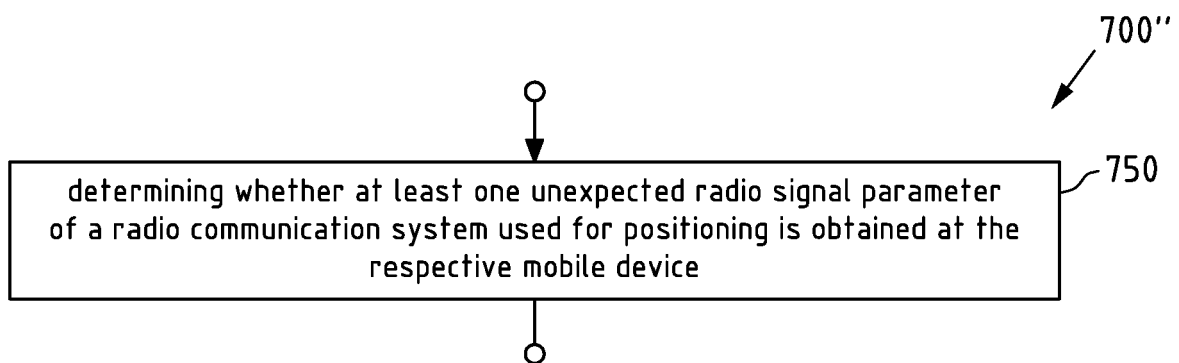 700''
determining whether at least one unexpected radio signal parameter
of a radio communication system used for positioning is obtained at the
respective mobile device
750